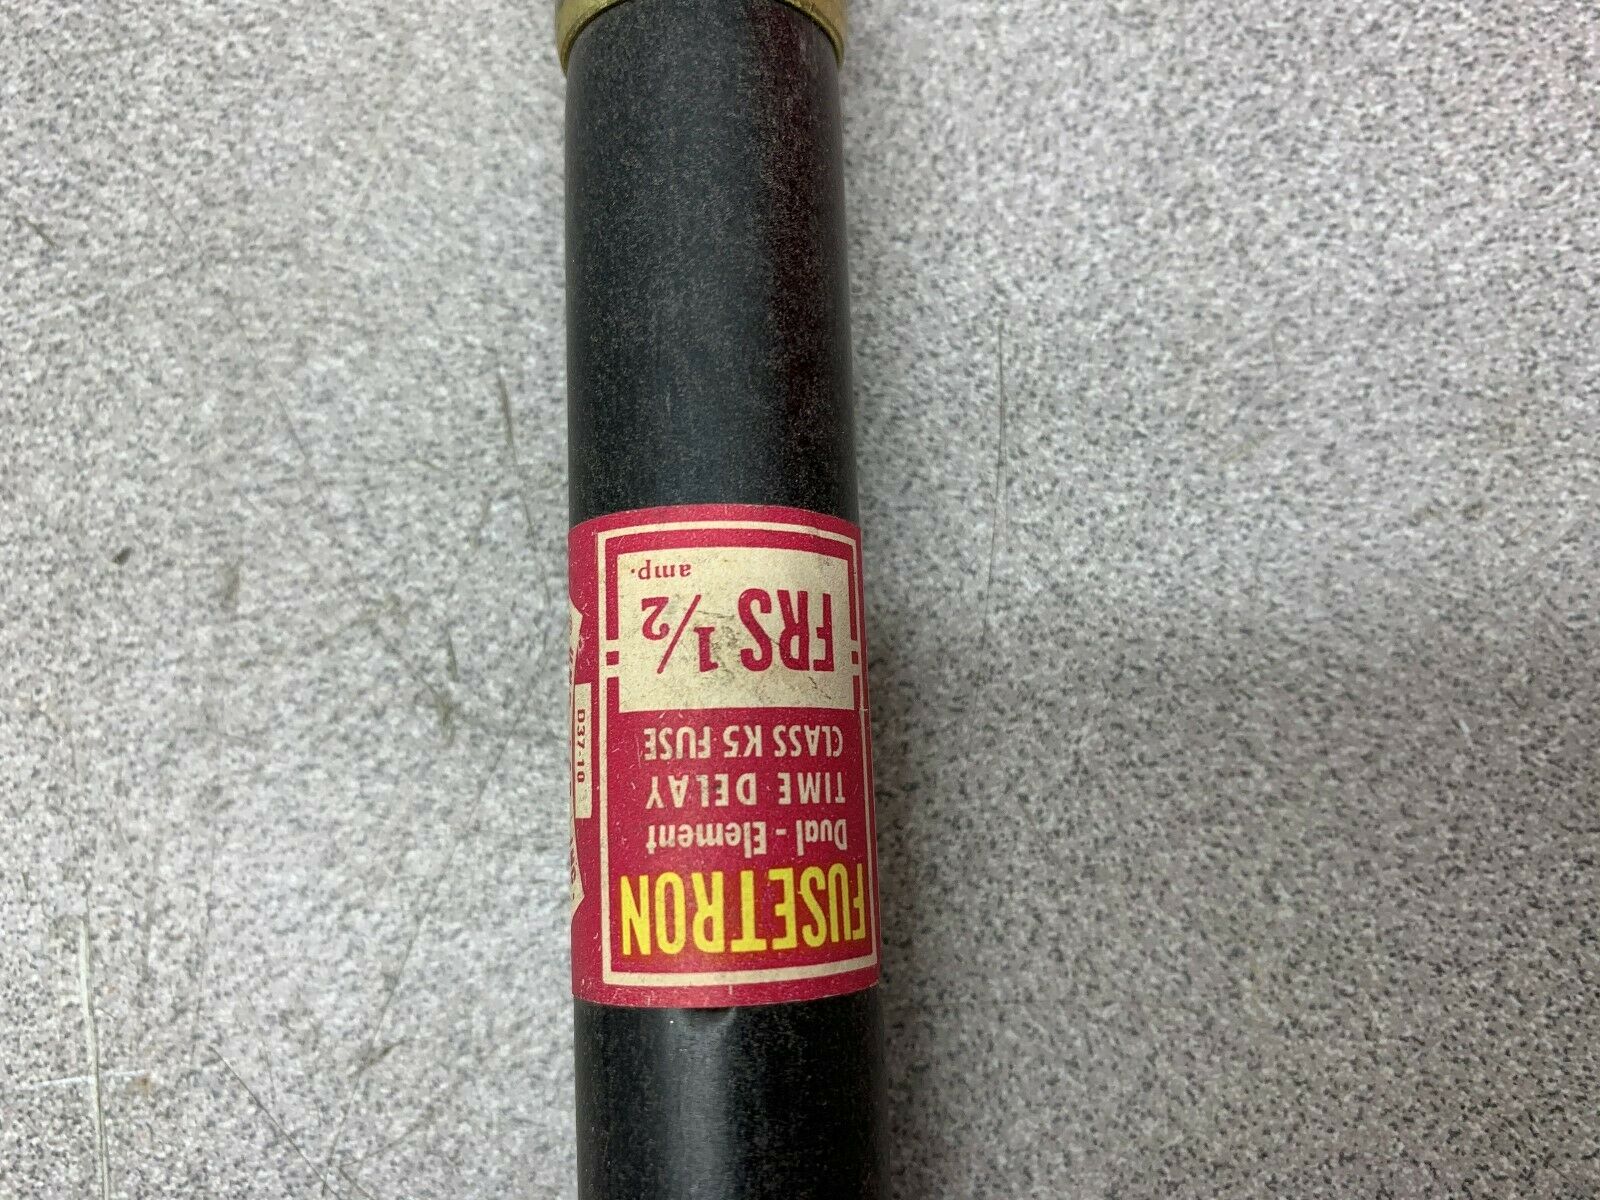 FUSETRON
Dual - Element
TIME DELAY
CLASS K5 FUSE
FRS 1/2
amp.
D37-10